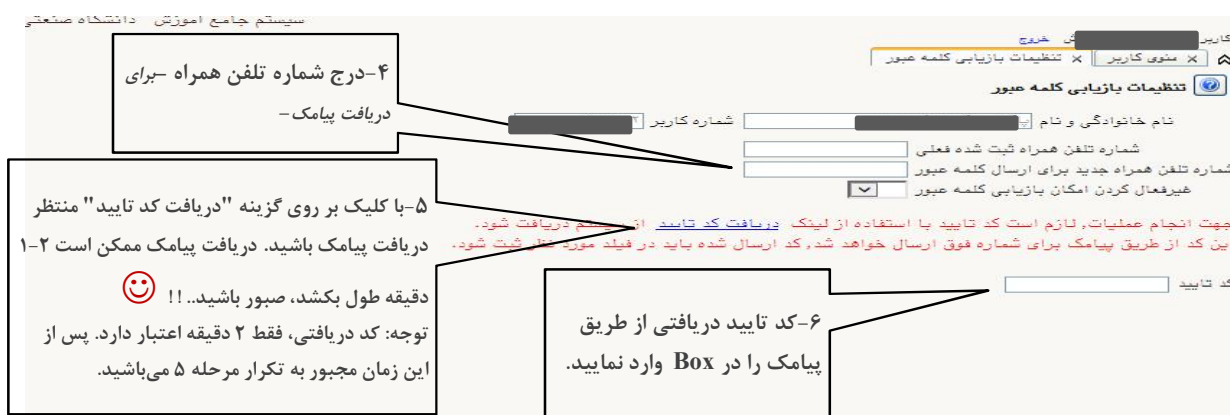 سیستم جامع آموزش دانشگاه صنعتی
کاربر خروج
منوی کاربر × تنظیمات بازیابی کلمه عبور ×
تنظیمات بازیابی کلمه عبور
نام خانوادگی و نام شماره کاربر
شماره تلفن همراه ثبت شده فعلی
شماره تلفن همراه جدید برای ارسال کلمه عبور
غیرفعال کردن امکان بازیابی کلمه عبور
جهت انجام عملیات, لازم است کد تایید با استفاده از لینک دریافت کد تایید از سیستم دریافت شود.
این کد از طریق پیامک برای شماره فوق ارسال خواهد شد, کد ارسال شده باید در فیلد مورد نظر ثبت شود.
کد تایید
۴-درج شماره تلفن همراه –برای
دریافت پیامک–
۵-با کلیک بر روی گزینه "دریافت کد تایید" منتظر
دریافت پیامک باشید. دریافت پیامک ممکن است ۲-۱
دقیقه طول بکشد، صبور باشید..!!
توجه: کد دریافتی، فقط ۲ دقیقه اعتبار دارد. پس از
این زمان مجبور به تکرار مرحله ۵ می‌باشید.
۶-کد تایید دریافتی از طریق
پیامک را در Box وارد نمایید.